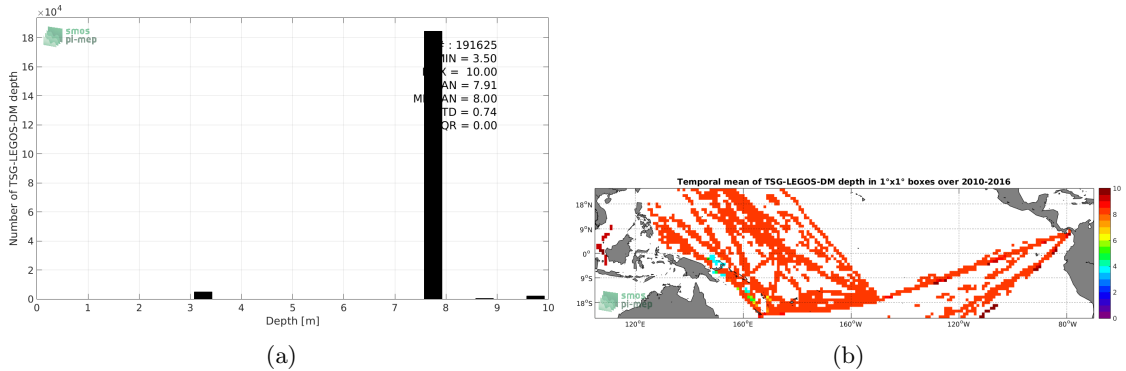 ×10⁴
smos
pi-mep
: 191625
MIN = 3.50
X = 10.00
AN = 7.91
M AN = 8.00
TD = 0.74
QR = 0.00
Number of TSG-LEGOS-DM depth
18
16
14
12
10
8
6
4
2
0
0 1 2 3 4 5 6 7 8 9 10
Depth [m]
(a)
Temporal mean of TSG-LEGOS-DM depth in 1°x1° boxes over 2010-2016
18°N
9°N
0°
9°S
18°S
120°E 160°E 160°W 120°W 80°W
smos
pi-mep
10
8
6
4
2
0
(b)